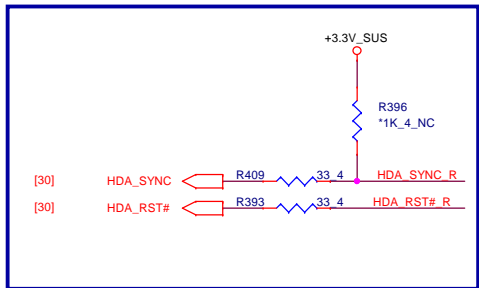 +3.3V_SUS
R396
*1K_4_NC
[30] HDA_SYNC R409 33_4 HDA_SYNC_R
[30] HDA_RST# R393 33_4 HDA_RST#_R